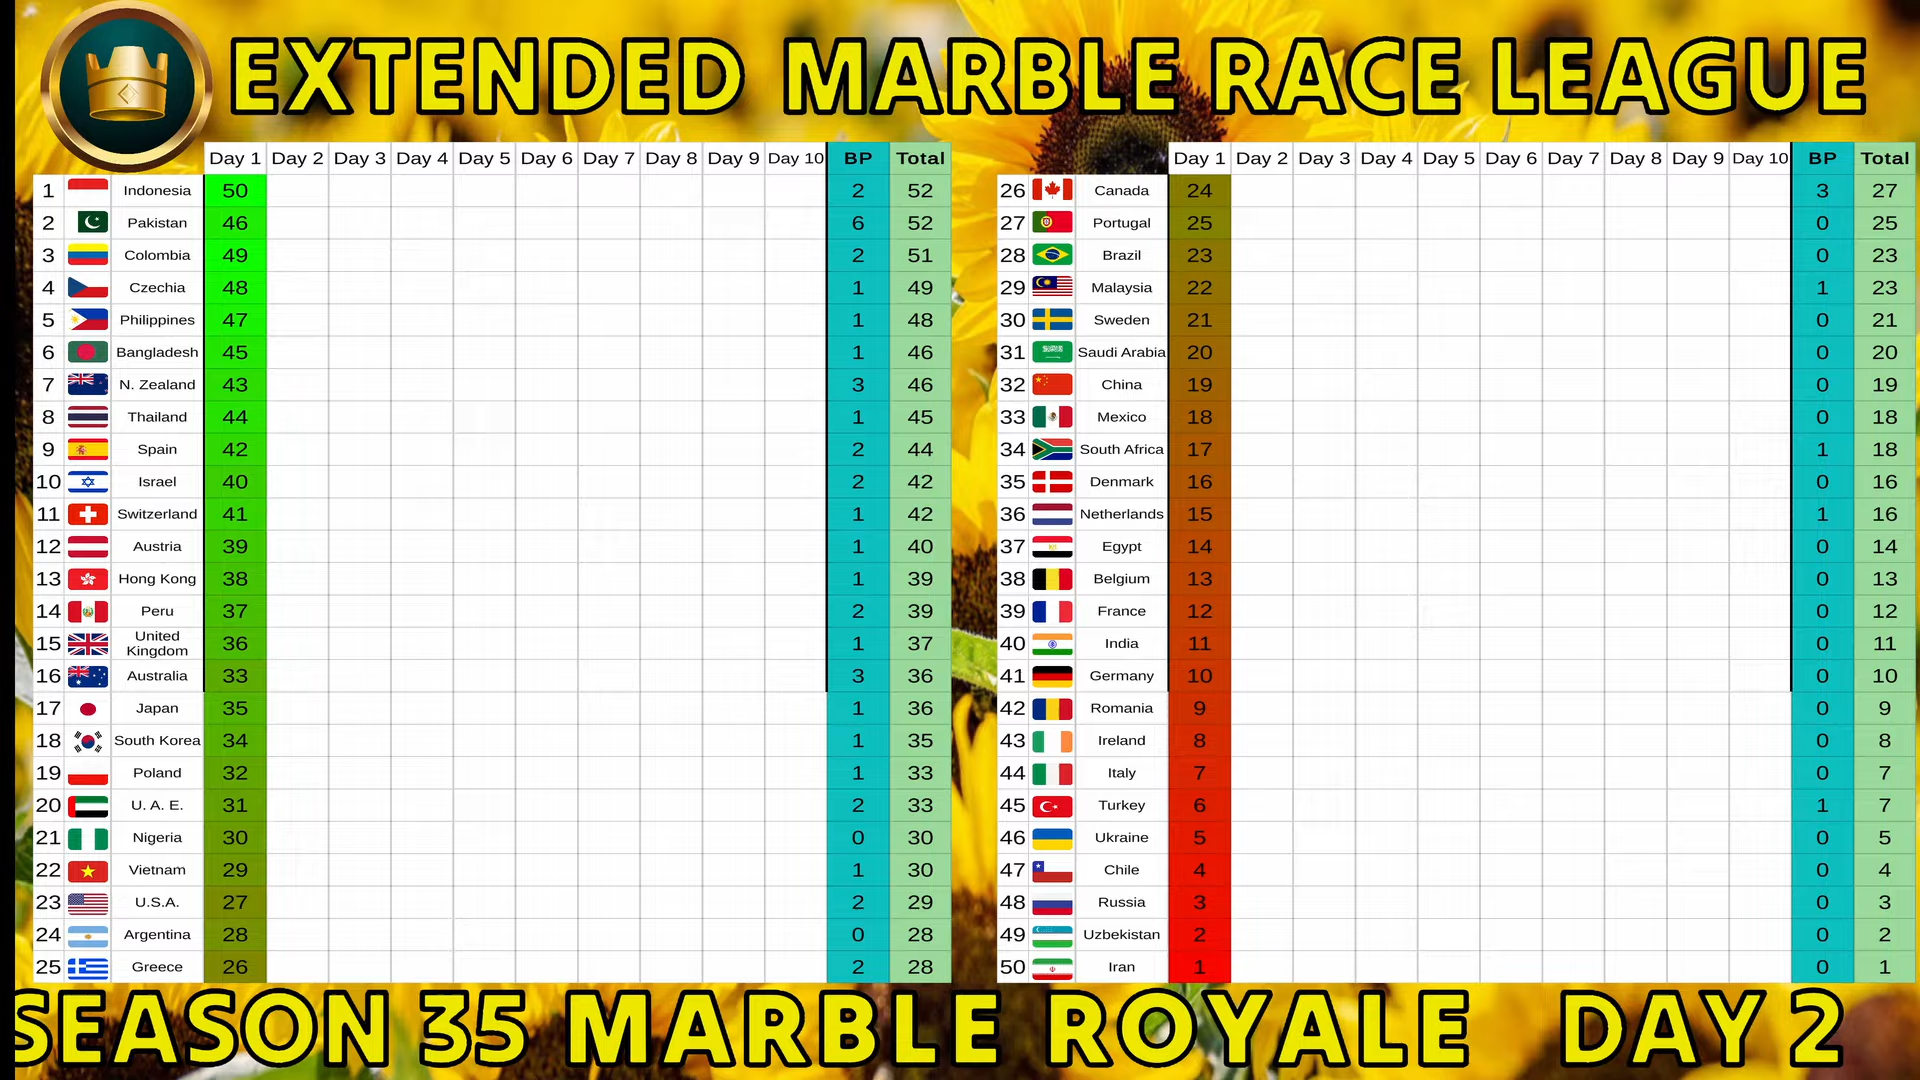 EXTENDED MARBLE RACE LEAGUE
Day 1 Day 2 Day 3 Day 4 Day 5 Day 6 Day 7 Day 8 Day 9 Day 10 BP Total
1 Indonesia 50 2 52
2 Pakistan 46 6 52
3 Colombia 49 2 51
4 Czechia 48 1 49
5 Philippines 47 1 48
6 Bangladesh 45 1 46
7 N. Zealand 43 3 46
8 Thailand 44 1 45
9 Spain 42 2 44
10 Israel 40 2 42
11 Switzerland 41 1 42
12 Austria 39 1 40
13 Hong Kong 38 1 39
14 Peru 37 2 39
15 United Kingdom 36 1 37
16 Australia 33 3 36
17 Japan 35 1 36
18 South Korea 34 1 35
19 Poland 32 1 33
20 U. A. E. 31 2 33
21 Nigeria 30 0 30
22 Vietnam 29 1 30
23 U.S.A. 27 2 29
24 Argentina 28 0 28
25 Greece 26 2 28
Day 1 Day 2 Day 3 Day 4 Day 5 Day 6 Day 7 Day 8 Day 9 Day 10 BP Total
26 Canada 24 3 27
27 Portugal 25 0 25
28 Brazil 23 0 23
29 Malaysia 22 1 23
30 Sweden 21 0 21
31 Saudi Arabia 20 0 20
32 China 19 0 19
33 Mexico 18 0 18
34 South Africa 17 1 18
35 Denmark 16 0 16
36 Netherlands 15 1 16
37 Egypt 14 0 14
38 Belgium 13 0 13
39 France 12 0 12
40 India 11 0 11
41 Germany 10 0 10
42 Romania 9 0 9
43 Ireland 8 0 8
44 Italy 7 0 7
45 Turkey 6 1 7
46 Ukraine 5 0 5
47 Chile 4 0 4
48 Russia 3 0 3
49 Uzbekistan 2 0 2
50 Iran 1 0 1
SEASON 35 MARBLE ROYALE DAY 2